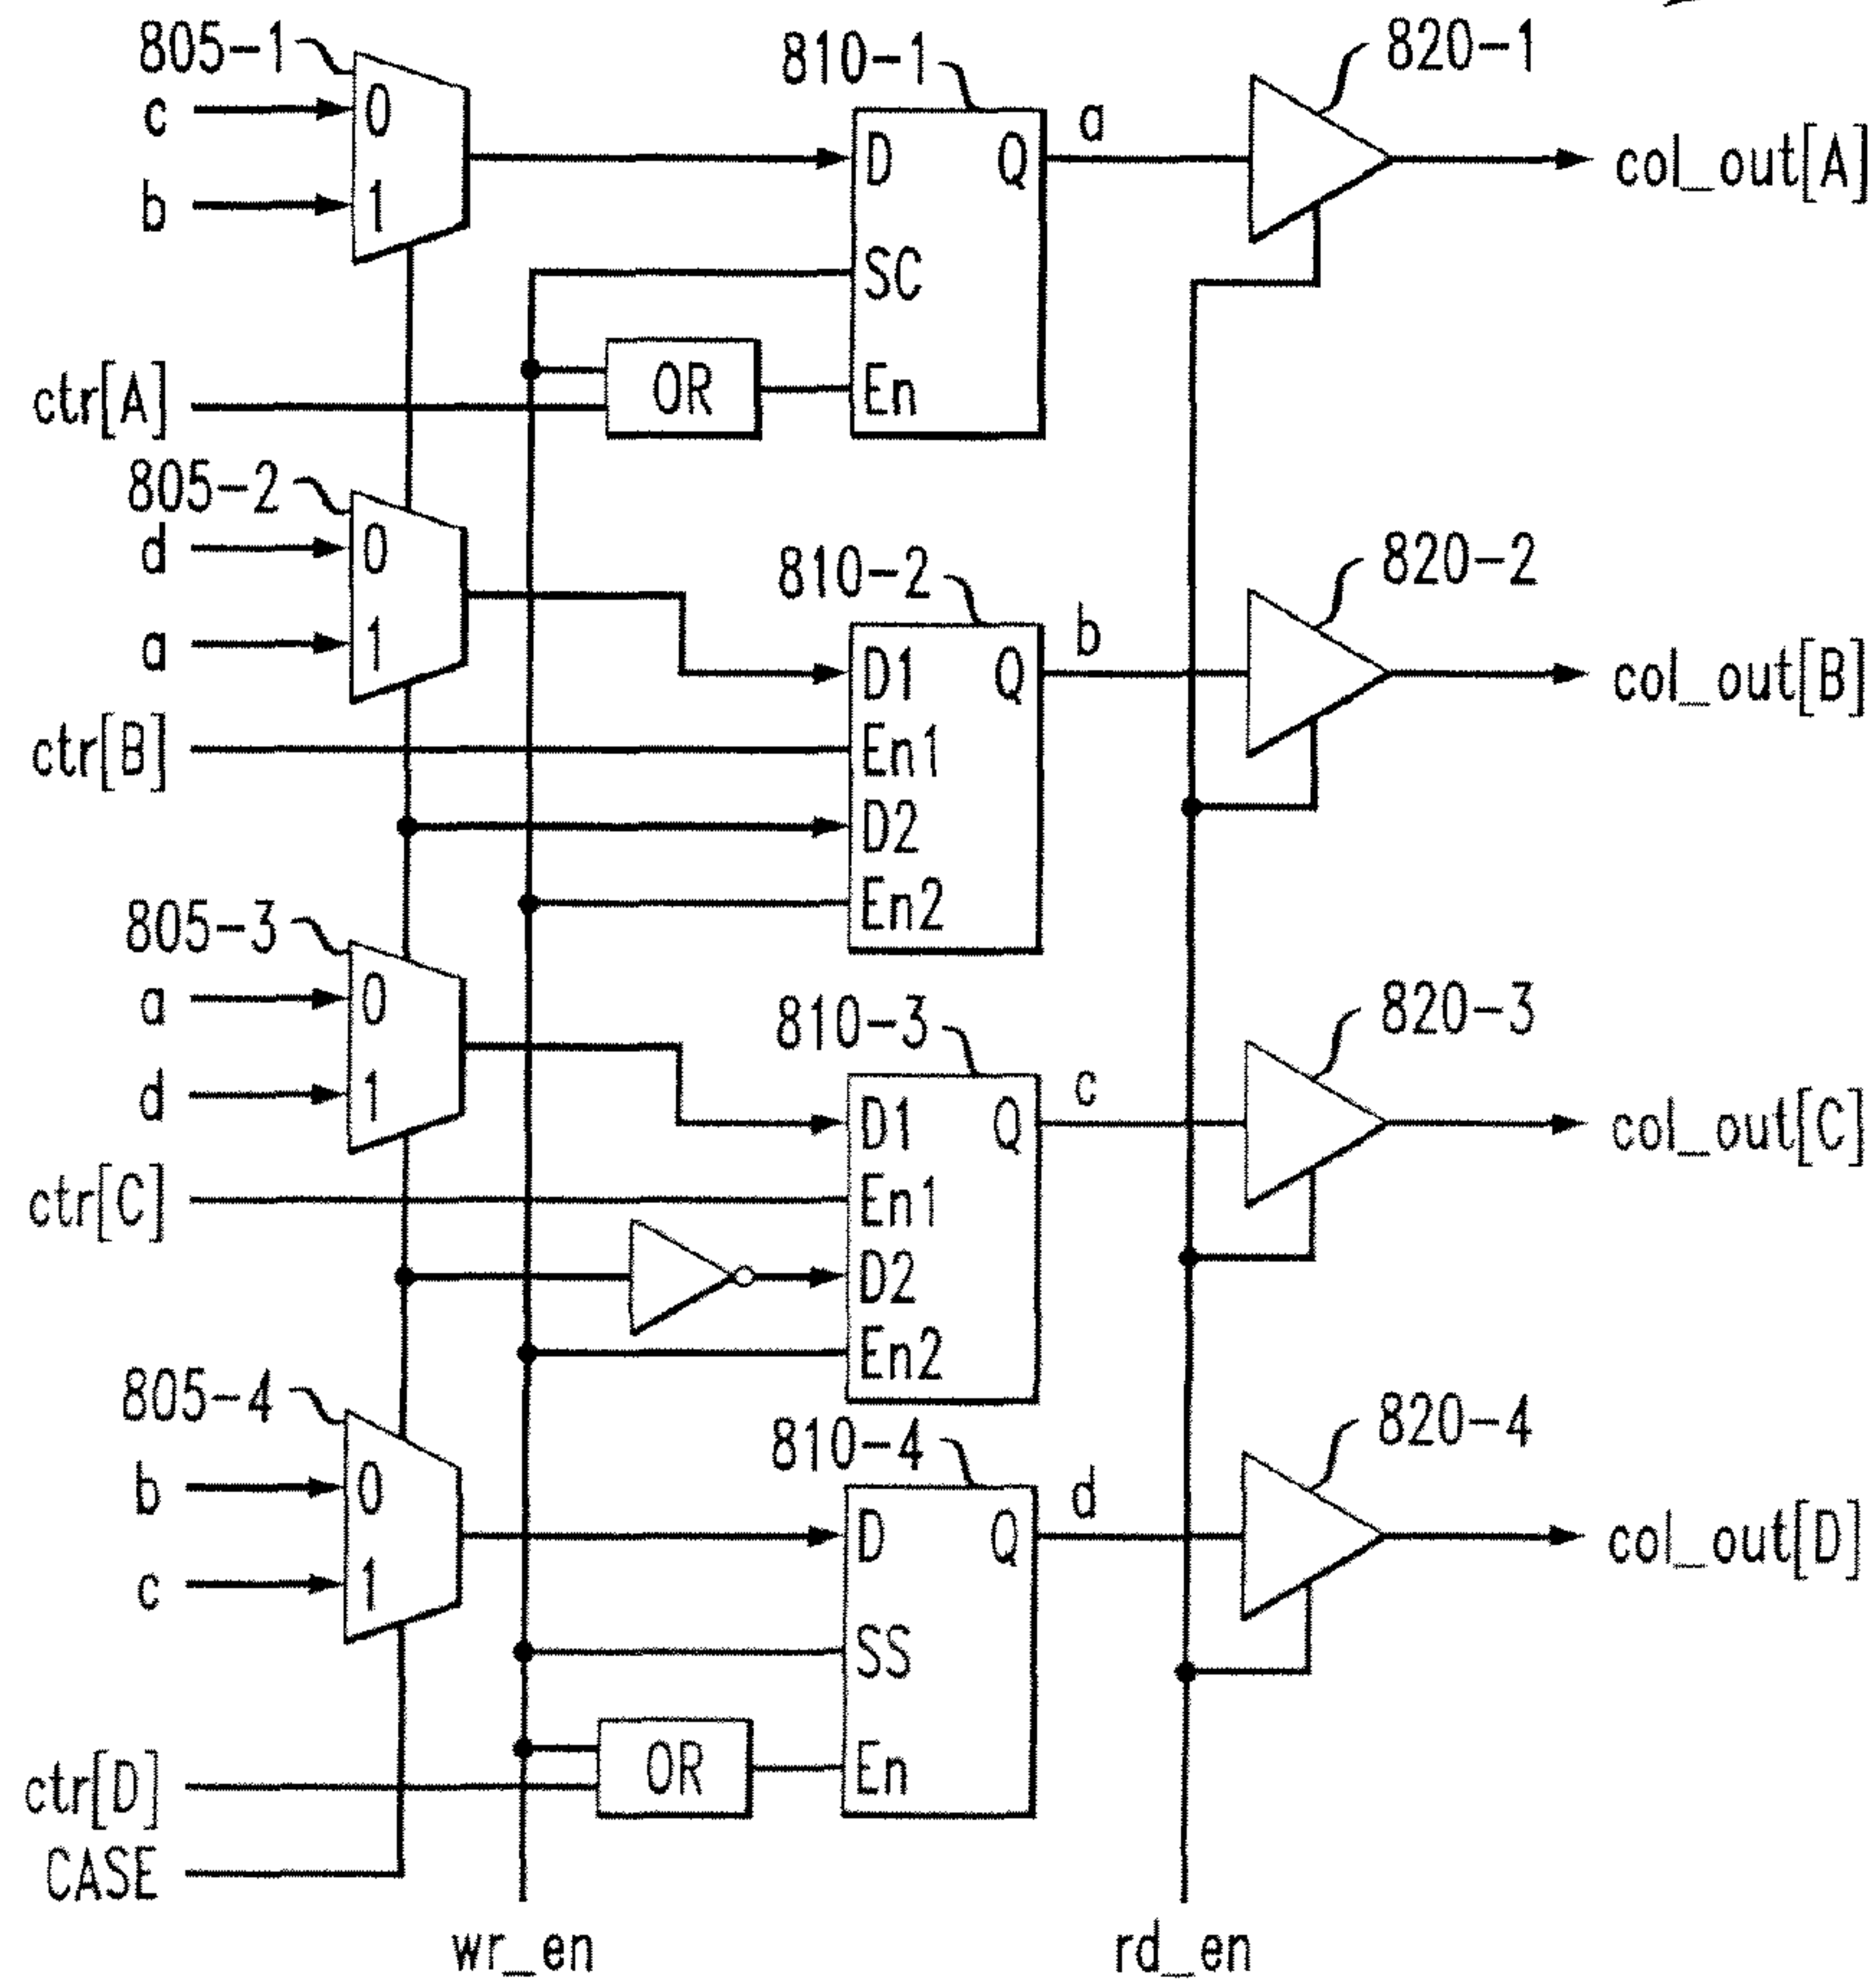 805-1
810-1
820-1
c
0
b
1
D
Q
a
col_out[A]
SC
ctr[A]
OR
En
805-2
d
0
a
1
810-2
820-2
D1
Q
b
col_out[B]
ctr[B]
En1
D2
En2
805-3
a
0
d
1
810-3
820-3
D1
Q
c
col_out[C]
ctr[C]
En1
D2
En2
805-4
b
0
c
1
810-4
820-4
D
Q
d
col_out[D]
SS
ctr[D]
OR
En
CASE
wr_en
rd_en